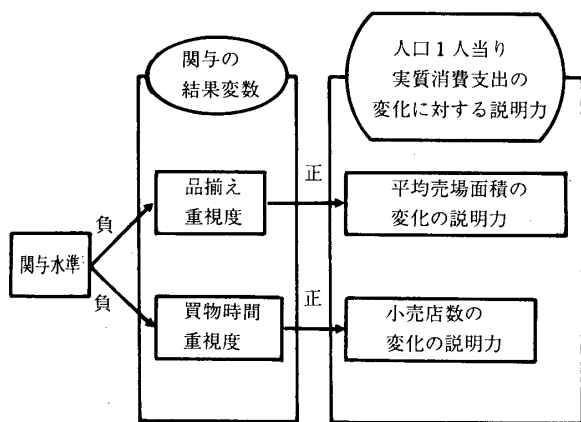 関与の
結果変数
人口1人当り
実質消費支出の
変化に対する説明力
関与水準
負
負
品揃え
重視度
正
平均売場面積の
変化の説明力
買物時間
重視度
正
小売店数の
変化の説明力